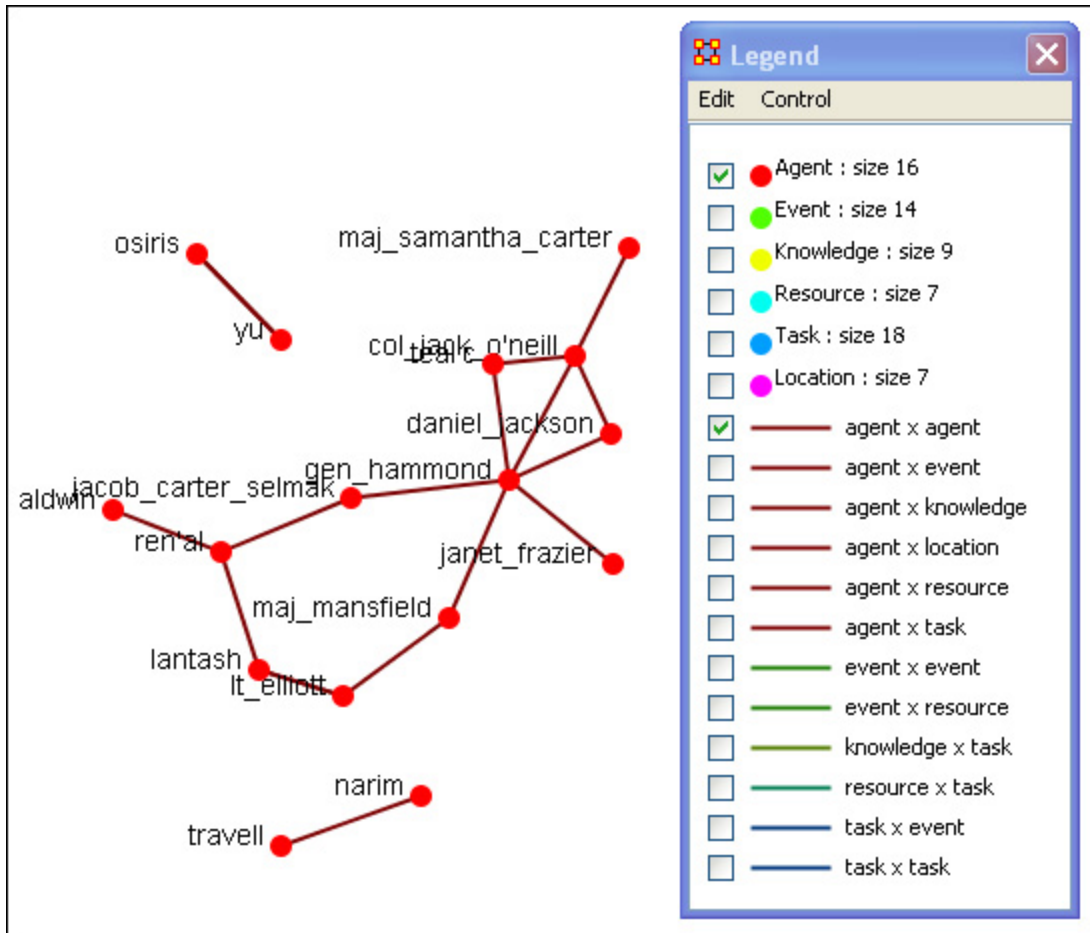 Legend
Edit Control
Agent : size 16
Event : size 14
Knowledge : size 9
Resource : size 7
Task : size 18
Location : size 7
agent x agent
agent x event
agent x knowledge
agent x location
agent x resource
agent x task
event x event
event x resource
knowledge x task
resource x task
task x event
task x task
maj_samantha_carter
osiris
yu
col_jack_o'neill
teal'c
daniel_jackson
gen_hammond
jacob_carter_selmak
aldwin
ren'al
janet_frazier
maj_mansfield
lantash
lt_elliott
narim
travell